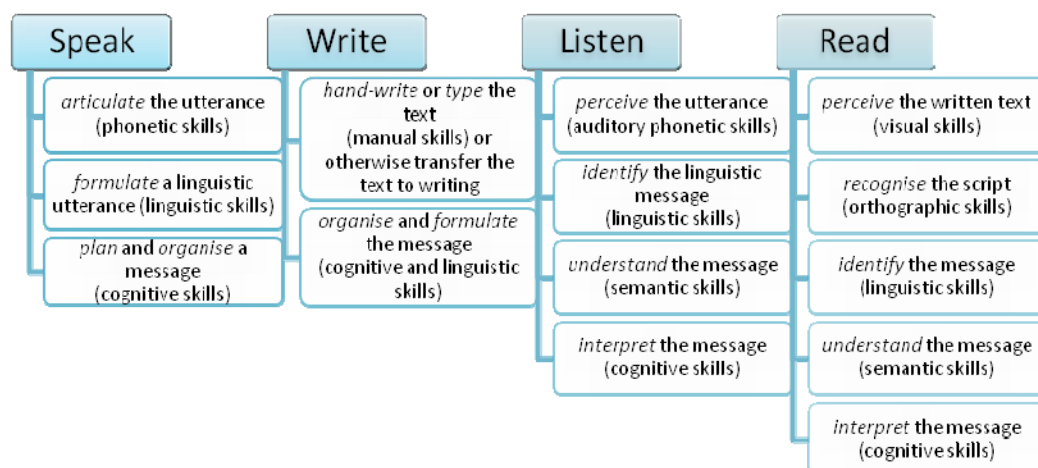 Speak
articulate the utterance
(phonetic skills)
formulate a linguistic
utterance (linguistic skills)
plan and organise a
message
(cognitive skills)
Write
hand-write or type the
text
(manual skills) or
otherwise transfer the
text to writing
organise and formulate
the message
(cognitive and linguistic
skills)
Listen
perceive the utterance
(auditory phonetic skills)
identify the linguistic
message
(linguistic skills)
understand the message
(semantic skills)
interpret the message
(cognitive skills)
Read
perceive the written text
(visual skills)
recognise the script
(orthographic skills)
identify the message
(linguistic skills)
understand the message
(semantic skills)
interpret the message
(cognitive skills)